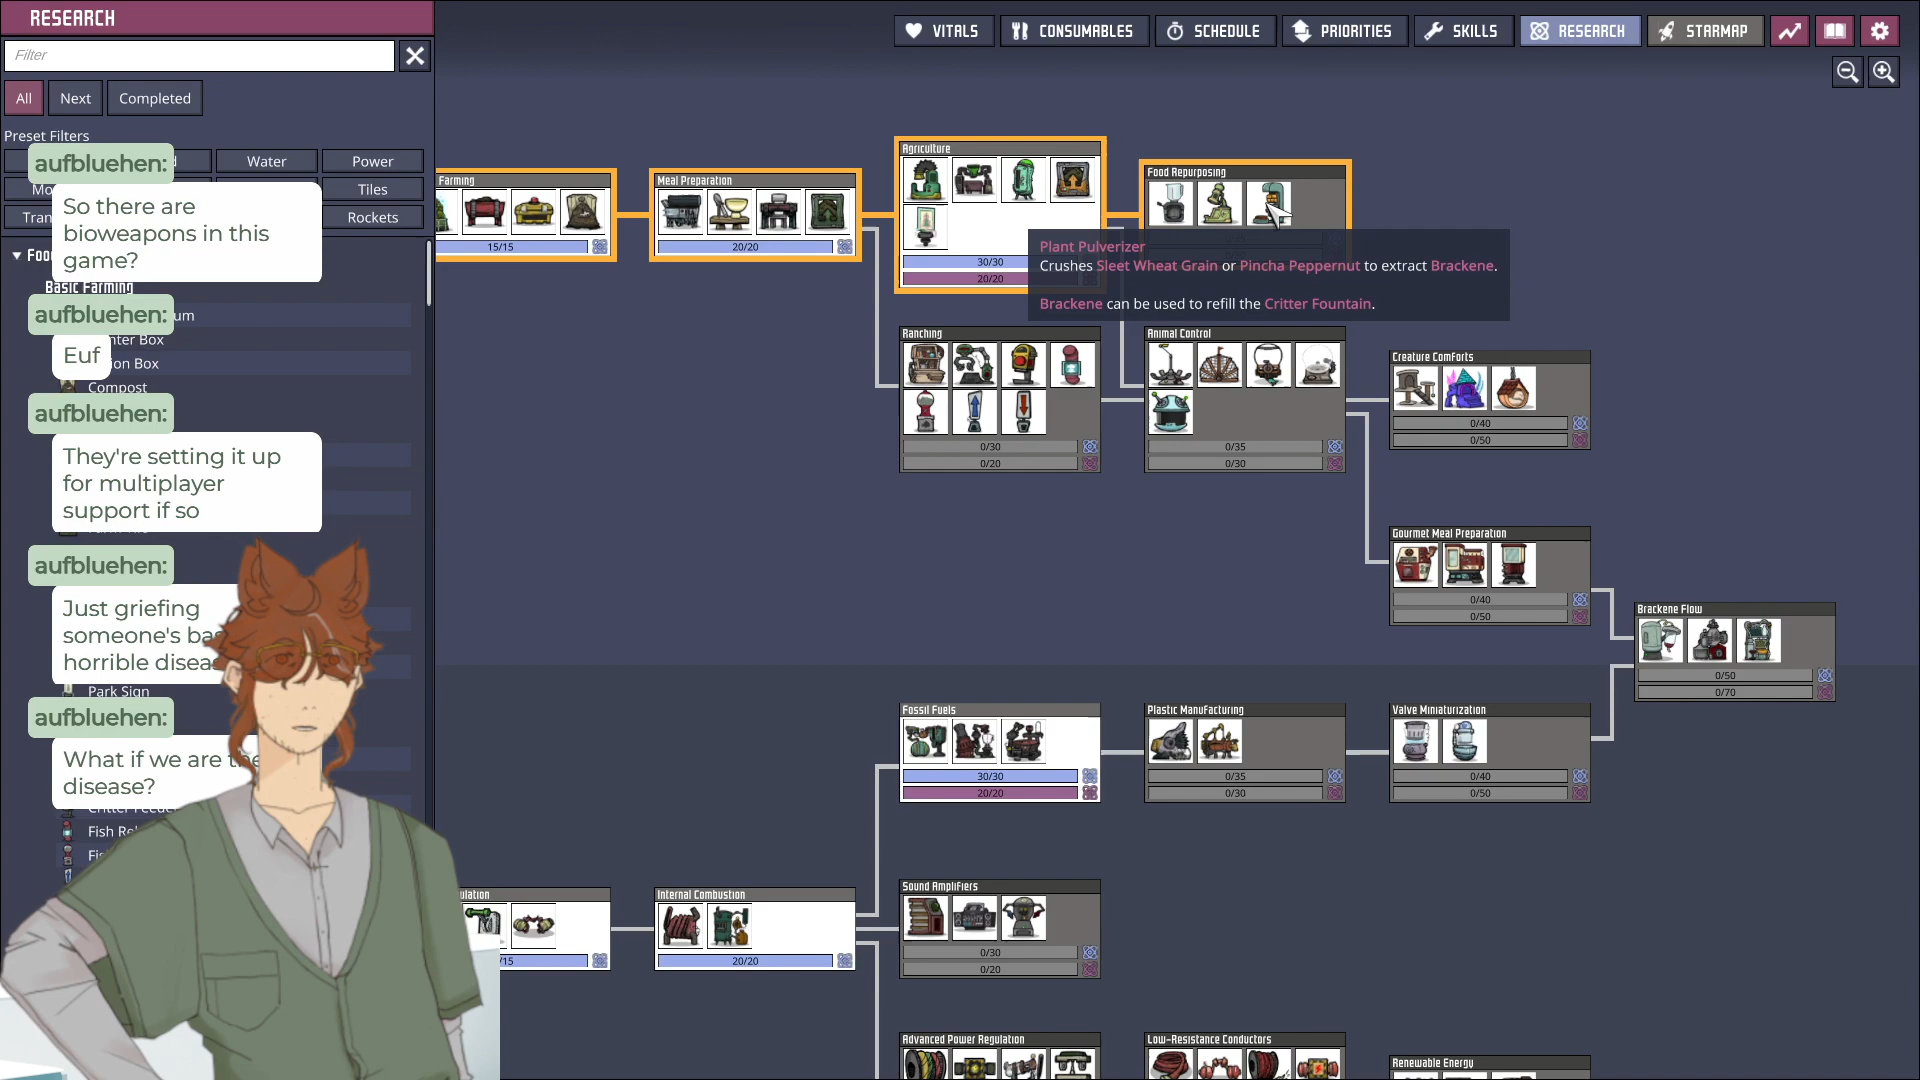 RESEARCH
VITALS
CONSUMABLES
SCHEDULE
PRIORITIES
SKILLS
RESEARCH
STARMAP
Filter
All
Next
Completed
Preset Filters
Water
Power
Tiles
Rockets
aufbluehen:
So there are
bioweapons in this
game?
Basic Farming
aufbluehen:
Euf
Compost
aufbluehen:
They're setting it up
for multiplayer
support if so
aufbluehen:
Just griefing
someone's
horrible
Park Sign
aufbluehen:
What if we are the
disease?
Farming
15/15
Meal Preparation
20/20
Agriculture
30/30
20/20
Food Repurposing
Plant Pulverizer
Crushes Sleet Wheat Grain or Pincha Peppernut to extract Brackene.
Brackene can be used to refill the Critter Fountain.
Ranching
0/30
0/20
Animal Control
0/35
0/30
Creature Comforts
0/40
0/50
Gourmet Meal Preparation
0/40
0/50
Brackene Flow
0/50
0/70
Fossil Fuels
30/30
20/20
Plastic Manufacturing
0/35
0/30
Valve Miniaturization
0/40
0/50
Internal Combustion
20/20
Sound Amplifiers
0/30
0/20
Advanced Power Regulation
Low-Resistance Conductors
Renewable Energy